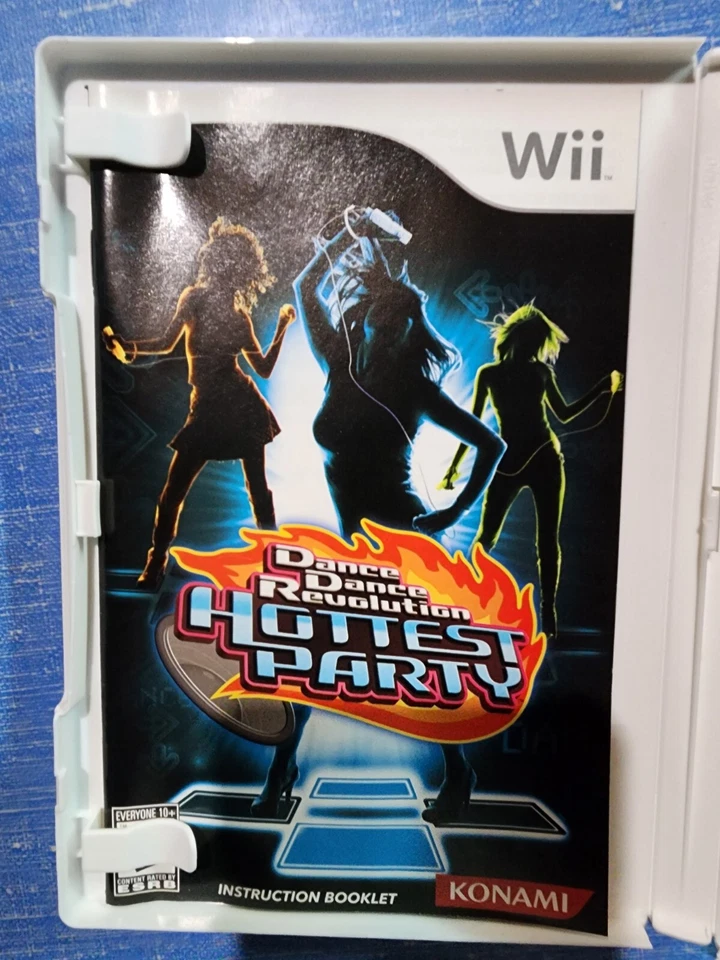 Wii
Dance
Dance
Revolution
HOTTEST
PARTY
EVERYONE 10+
CONTENT RATED BY
ESRB
INSTRUCTION BOOKLET
KONAMI